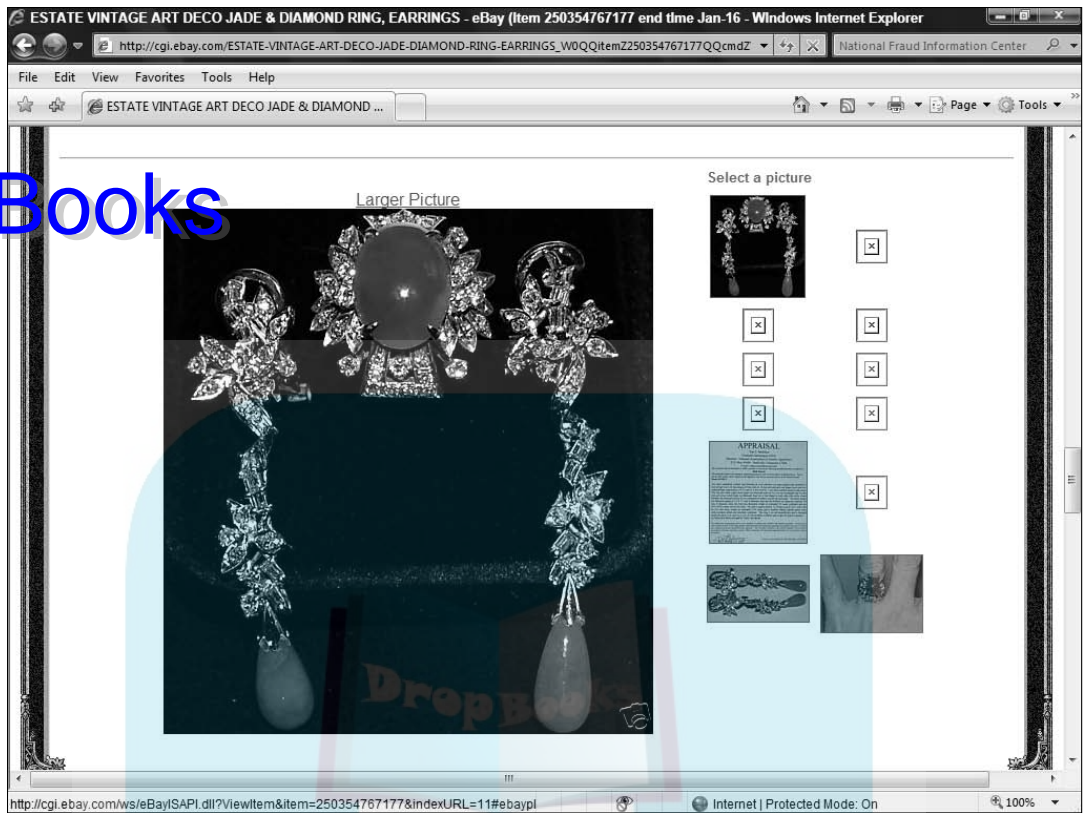 ESTATE VINTAGE ART DECO JADE & DIAMOND RING, EARRINGS - eBay (Item 250354767177 end time Jan-16 - Windows Internet Explorer
http://cgi.ebay.com/ESTATE-VINTAGE-ART-DECO-JADE-DIAMOND-RING-EARRINGS_W0QQitemZ250354767177QQcmdZ
National Fraud Information Center
File Edit View Favorites Tools Help
ESTATE VINTAGE ART DECO JADE & DIAMOND ...
Page Tools
Select a picture
Books
Larger Picture
APPRAISAL
DropBooks
http://cgi.ebay.com/ws/eBayISAPI.dll?ViewItem&item=250354767177&indexURL=11#ebaypl
Internet | Protected Mode: On
100%